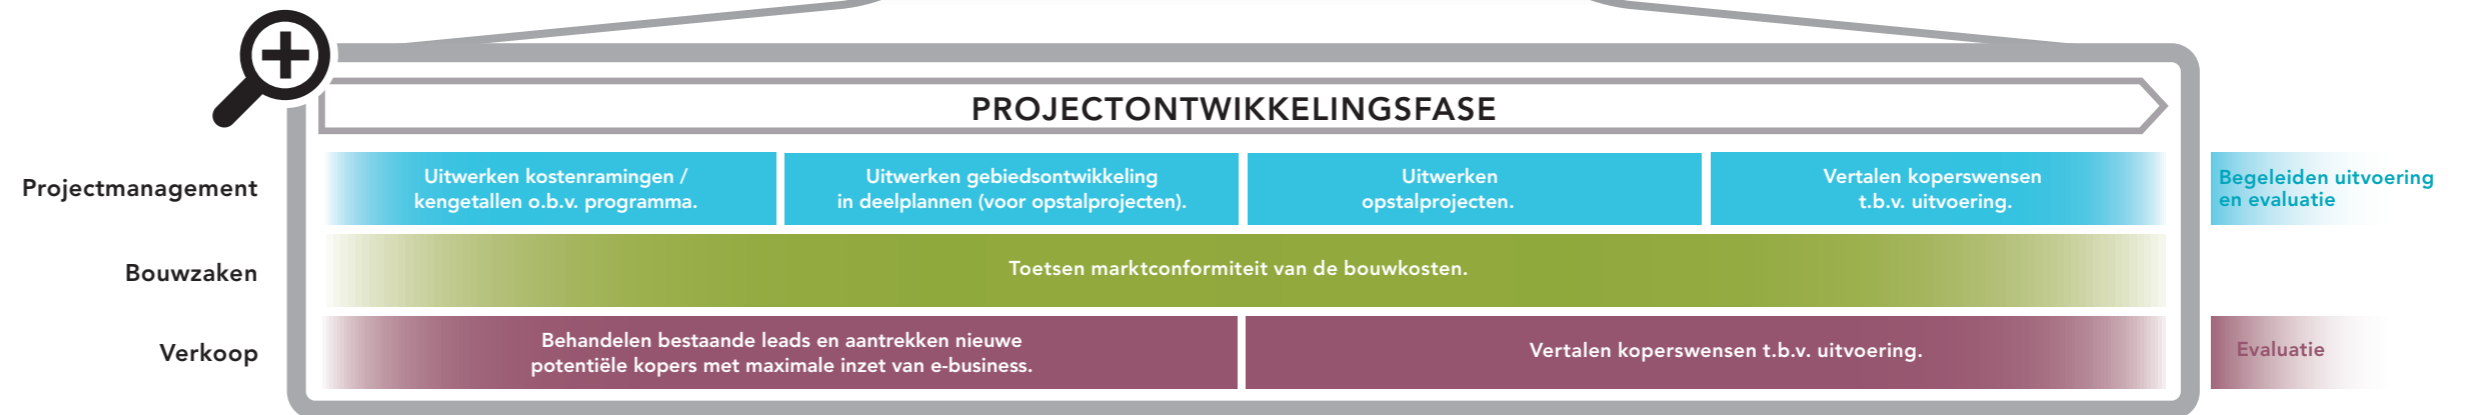 PROJECTONTWIKKELINGSFASE
Projectmanagement
Uitwerken kostenramingen /
kengetallen o.b.v. programma.
Uitwerken gebiedsontwikkeling
in deelplannen (voor opstalprojecten).
Uitwerken
opstalprojecten.
Vertalen koperswensen
t.b.v. uitvoering.
Begeleiden uitvoering
en evaluatie
Bouwzaken
Toetsen marktconformiteit van de bouwkosten.
Verkoop
Behandelen bestaande leads en aantrekken nieuwe
potentiële kopers met maximale inzet van e-business.
Vertalen koperswensen t.b.v. uitvoering.
Evaluatie